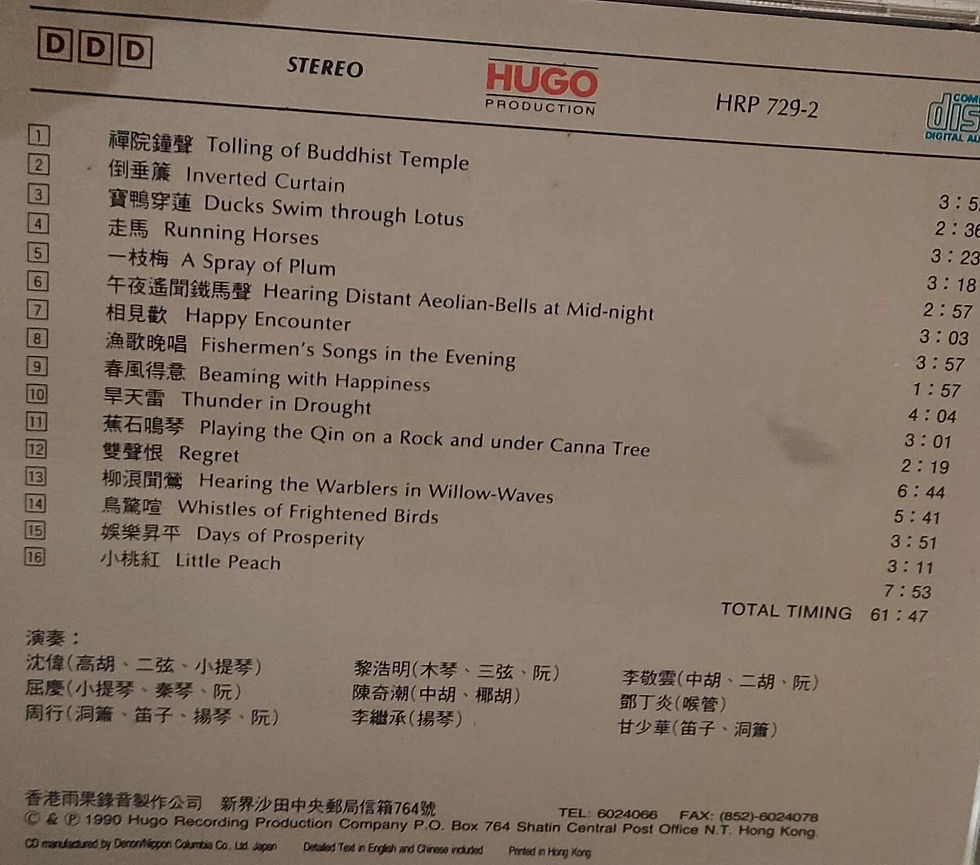 DDD STEREO HUGO HRP 729-2
PRODUCTION
1 禪院鐘聲 Tolling of Buddhist Temple 3:5
2 倒垂簾 Inverted Curtain 2:36
3 寶鴨穿蓮 Ducks Swim through Lotus 3:23
4 走馬 Running Horses 3:18
5 一枝梅 A Spray of Plum 2:57
6 午夜遙聞鐵馬聲 Hearing Distant Aeolian-Bells at Mid-night 3:03
7 相見歡 Happy Encounter 3:57
8 漁歌晚唱 Fishermen's Songs in the Evening 1:57
9 春風得意 Beaming with Happiness 4:04
10 旱天雷 Thunder in Drought 3:01
11 蕉石鳴琴 Playing the Qin on a Rock and under Canna Tree 2:19
12 雙聲恨 Regret 6:44
13 柳浪聞鶯 Hearing the Warblers in Willow-Waves 5:41
14 鳥驚喧 Whistles of Frightened Birds 3:51
15 娛樂昇平 Days of Prosperity 3:11
16 小桃紅 Little Peach 7:53
TOTAL TIMING 61:47
演奏：
沈偉(高胡、二弦、小提琴) 黎浩明(木琴、三弦、阮) 李敬雲(中胡、二胡、阮)
屈慶(小提琴、秦琴、阮) 陳奇潮(中胡、椰胡) 鄧丁炎(喉管)
周行(洞簫、笛子、揚琴、阮) 李繼承(揚琴) 甘少華(笛子、洞簫)
香港雨果錄音製作公司 新界沙田中央郵局信箱764號 TEL: 6024066 FAX: (852)-6024078
© & ℗ 1990 Hugo Recording Production Company P.O. Box 764 Shatin Central Post Office N.T. Hong Kong.
CD manufactured by Denon/Nippon Columbia Co., Ltd. Japan Detailed Text in English and Chinese included Printed in Hong Kong